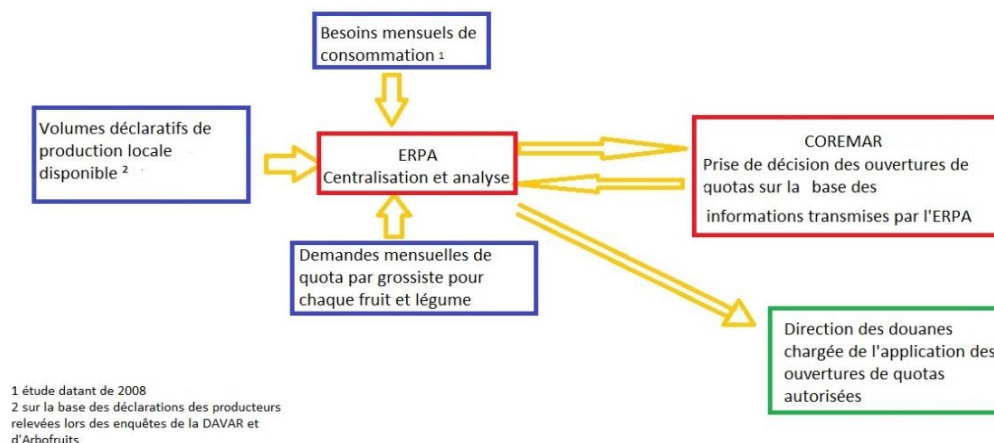 Besoins mensuels de
consommation ¹
Volumes déclaratifs de
production locale
disponible ²
ERPA
Centralisation et analyse
COREMAR
Prise de décision des ouvertures de
quotas sur la base des
informations transmises par l'ERPA
Demandes mensuelles de
quota par grossiste pour
chaque fruit et légume
Direction des douanes
chargée de l'application des
ouvertures de quotas
autorisées
1 étude datant de 2008
2 sur la base des déclarations des producteurs
relevées lors des enquêtes de la DAVAR et
d'Arbofruits